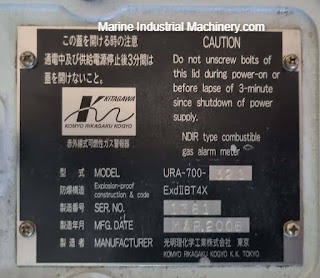 Marine Industrial Machinery.com
この蓋を開ける時の注意
通電中及び供給電源停止後3分間は
蓋を開けないこと。
CAUTION
Do not unscrew bolts of
this lid during power-on or
before lapse of 3-minute
since shutdown of power
supply.
KITAGAWA
KOMYO RIKAGAKU KOGYO
赤外線式可燃性ガス警報器
NDIR type combustible
gas alarm meter
型式 MODEL URA-700-
防爆構造 Explosion-proof construction & code ExdⅡBT4X
製造番号 SER. NO.
製造年月 MFG. DATE MAR.2006
製造者 MANUFACTURER 光明理化学工業株式会社 東京
KOMYO RIKAGAKU KOGYO K.K. TOKYO